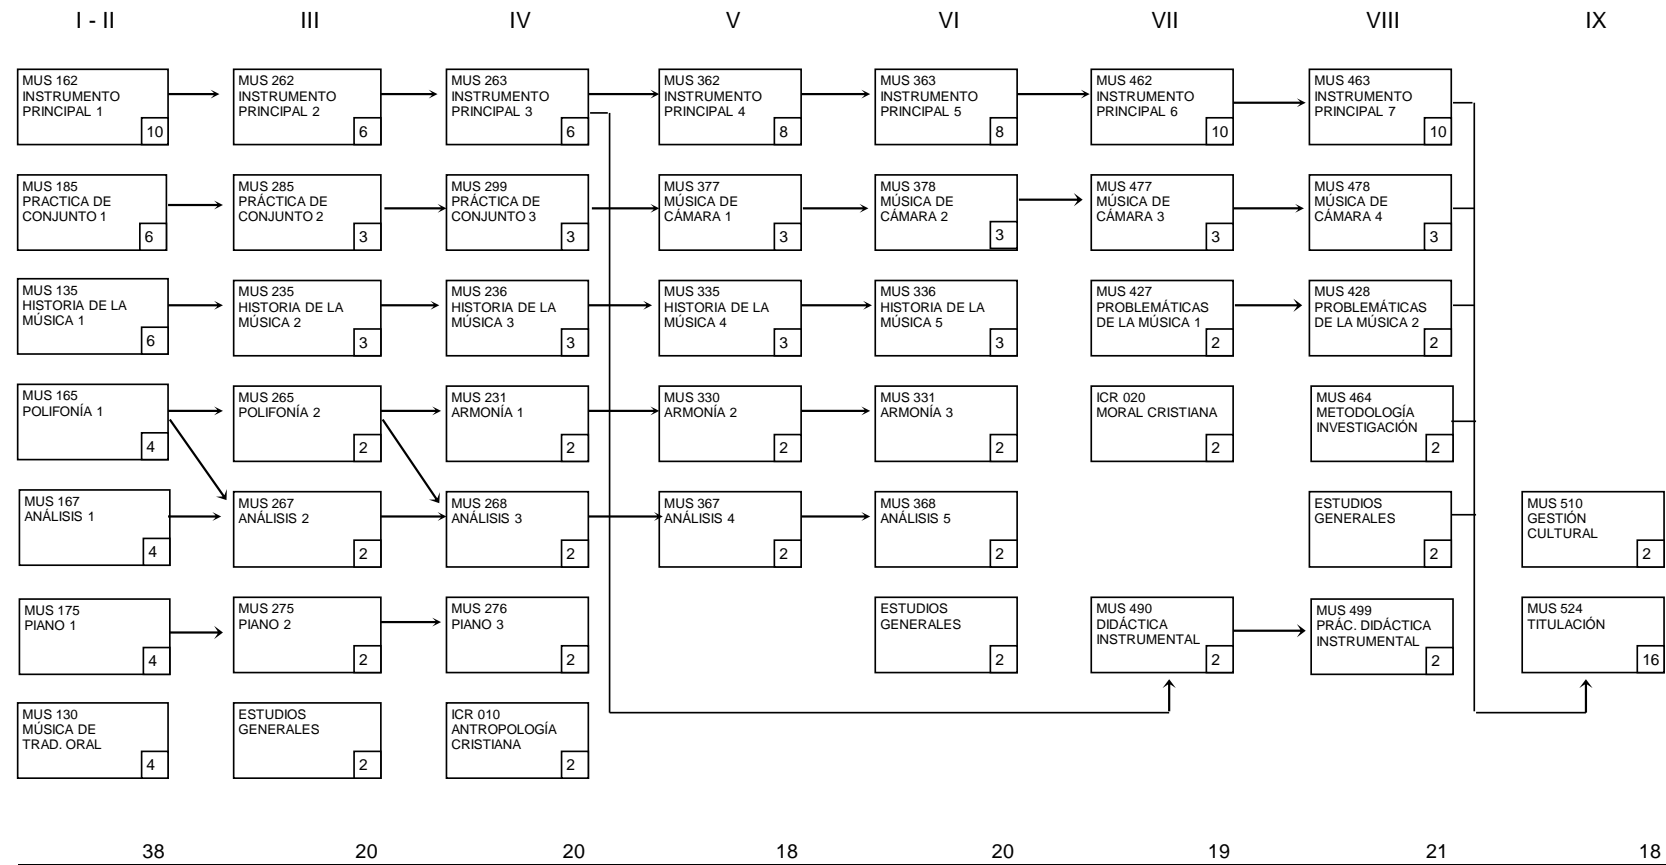 I - II
III
IV
V
VI
VII
VIII
IX
MUS 162
INSTRUMENTO
PRINCIPAL 1
10
MUS 262
INSTRUMENTO
PRINCIPAL 2
6
MUS 263
INSTRUMENTO
PRINCIPAL 3
6
MUS 362
INSTRUMENTO
PRINCIPAL 4
8
MUS 363
INSTRUMENTO
PRINCIPAL 5
8
MUS 462
INSTRUMENTO
PRINCIPAL 6
10
MUS 463
INSTRUMENTO
PRINCIPAL 7
10
MUS 185
PRACTICA DE
CONJUNTO 1
6
MUS 285
PRÁCTICA DE
CONJUNTO 2
3
MUS 299
PRÁCTICA DE
CONJUNTO 3
3
MUS 377
MÚSICA DE
CÁMARA 1
3
MUS 378
MÚSICA DE
CÁMARA 2
3
MUS 477
MÚSICA DE
CÁMARA 3
3
MUS 478
MÚSICA DE
CÁMARA 4
3
MUS 135
HISTORIA DE LA
MÚSICA 1
6
MUS 235
HISTORIA DE LA
MÚSICA 2
3
MUS 236
HISTORIA DE LA
MÚSICA 3
3
MUS 335
HISTORIA DE LA
MÚSICA 4
3
MUS 336
HISTORIA DE LA
MÚSICA 5
3
MUS 427
PROBLEMÁTICAS
DE LA MÚSICA 1
2
MUS 428
PROBLEMÁTICAS
DE LA MÚSICA 2
2
MUS 165
POLIFONÍA 1
4
MUS 265
POLIFONÍA 2
2
MUS 231
ARMONÍA 1
2
MUS 330
ARMONÍA 2
2
MUS 331
ARMONÍA 3
2
ICR 020
MORAL CRISTIANA
2
MUS 464
METODOLOGÍA
INVESTIGACIÓN
2
MUS 167
ANÁLISIS 1
4
MUS 267
ANÁLISIS 2
2
MUS 268
ANÁLISIS 3
2
MUS 367
ANÁLISIS 4
2
MUS 368
ANÁLISIS 5
2
ESTUDIOS
GENERALES
2
MUS 510
GESTIÓN
CULTURAL
2
MUS 175
PIANO 1
4
MUS 275
PIANO 2
2
MUS 276
PIANO 3
2
ESTUDIOS
GENERALES
2
MUS 490
DIDÁCTICA
INSTRUMENTAL
2
MUS 499
PRÁC. DIDÁCTICA
INSTRUMENTAL
2
MUS 524
TITULACIÓN
16
MUS 130
MÚSICA DE
TRAD. ORAL
4
ESTUDIOS
GENERALES
2
ICR 010
ANTROPOLOGÍA
CRISTIANA
2
38
20
20
18
20
19
21
18